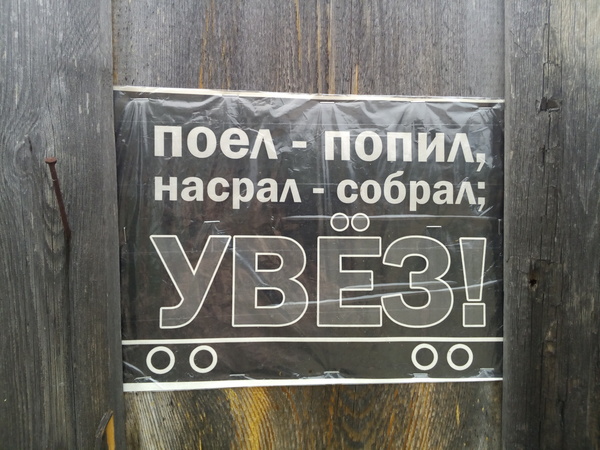 поел - попил,
насрал - собрал;
УВЁЗ!